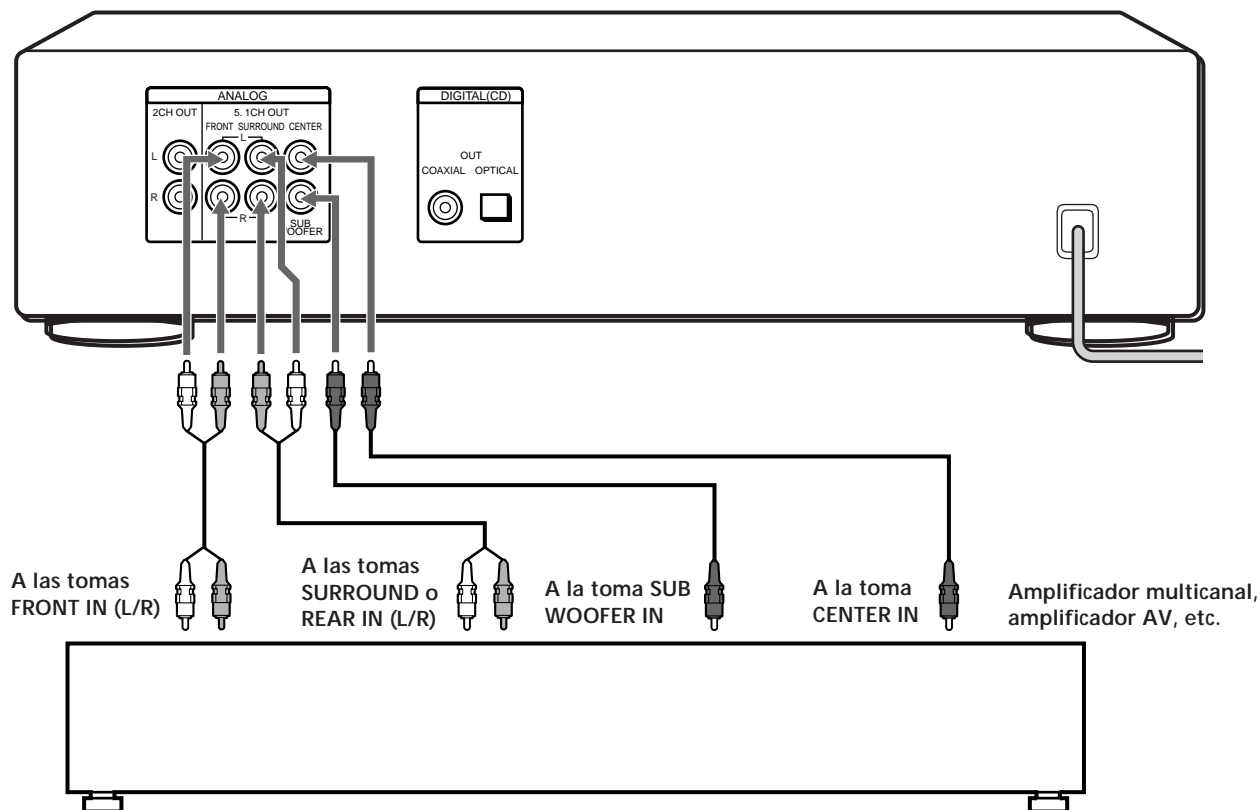 ANALOG
2CH OUT
5. 1CH OUT
FRONT SURROUND CENTER
L
L
R
R
SUB
DIGITAL(CD)
OUT
COAXIAL OPTICAL
A las tomas
FRONT IN (L/R)
A las tomas
SURROUND o
REAR IN (L/R)
A la toma SUB
WOOFER IN
A la toma
CENTER IN
Amplificador multicanal,
amplificador AV, etc.